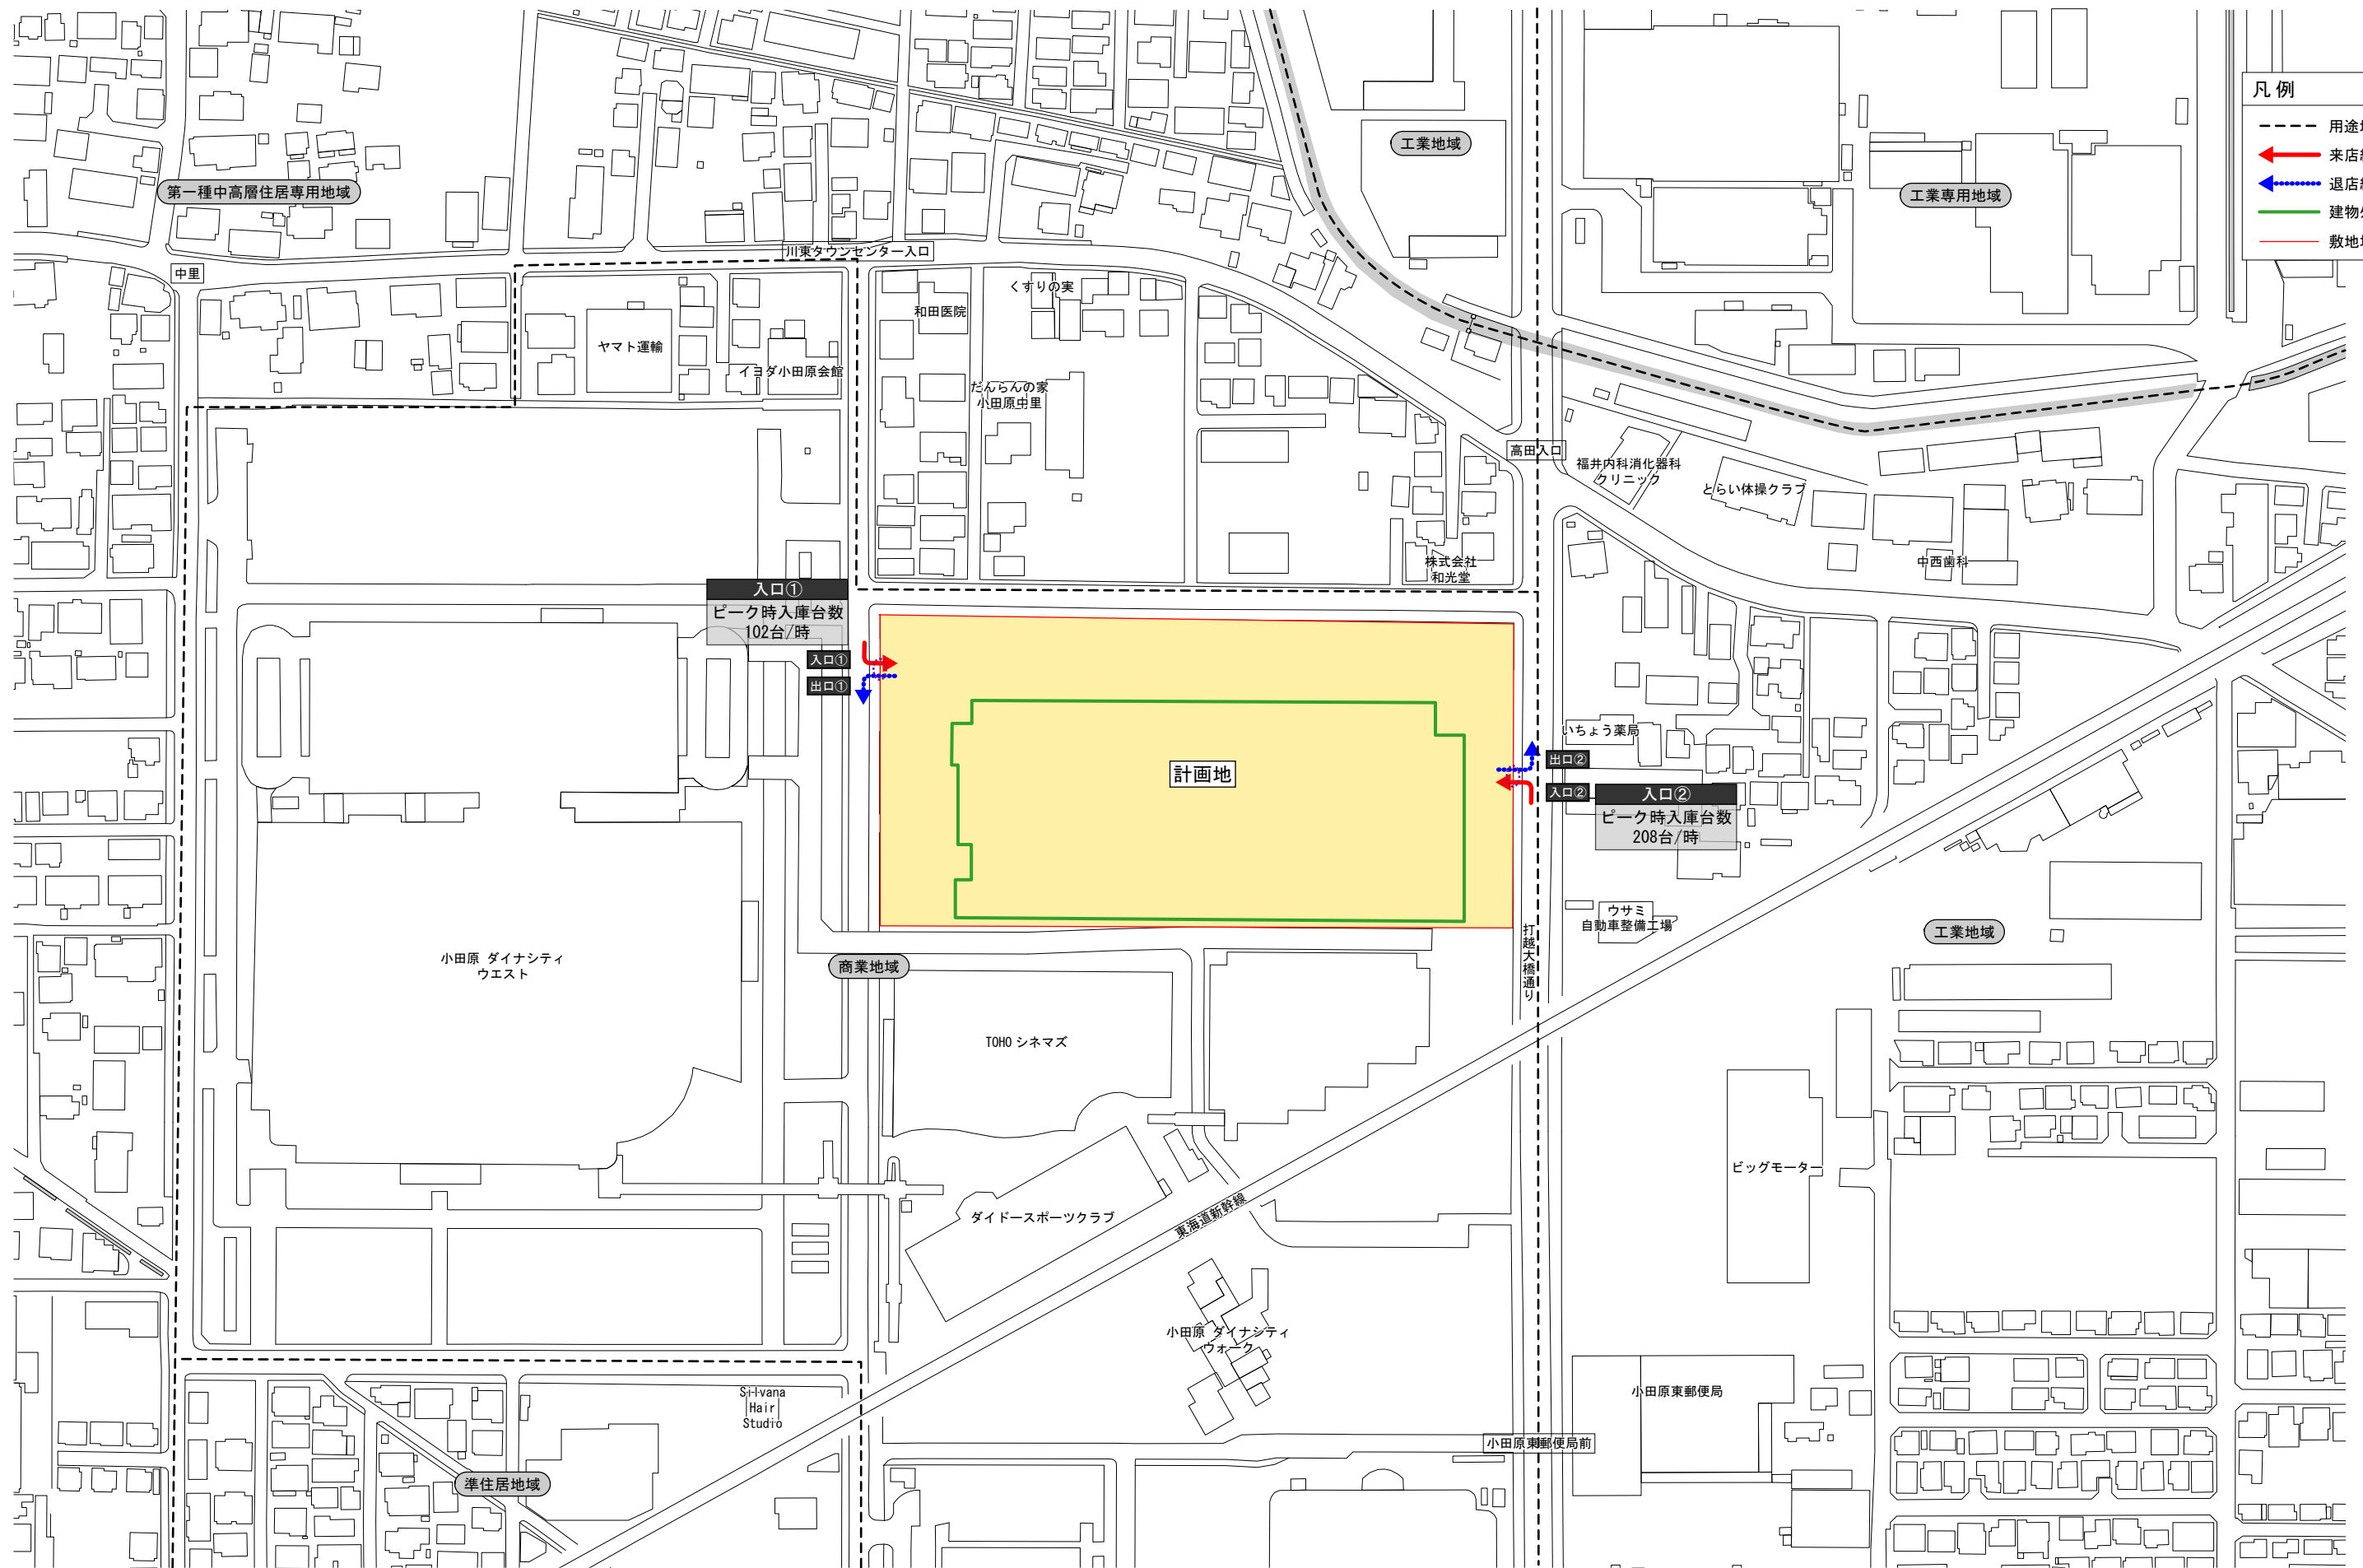 凡例
用途地
来店
退店
建物
敷地
工業地域
第一種中高層住居専用地域
工業専用地域
川東タウンセンター入口
中里
くすりの実
和田医院
ヤマト運輸
イヨダ小田原会館
だんらんの家
小田原中里
高田入口
福井内科消化器科
クリニック
とらい体操クラブ
株式会社
和光堂
中西歯科
入口①
ピーク時入庫台数
102台/時
入口①
出口①
計画地
いちょう薬局
出口②
入口②
入口②
ピーク時入庫台数
208台/時
ウサミ
自動車整備工場
打越大橋通り
工業地域
小田原 ダイナシティ
ウエスト
商業地域
TOHO シネマズ
ビッグモーター
ダイドースポーツクラブ
東海道新幹線
小田原 ダイナシティ
ウォーク
Silvana
Hair
Studio
小田原東郵便局
小田原東郵便局前
準住居地域